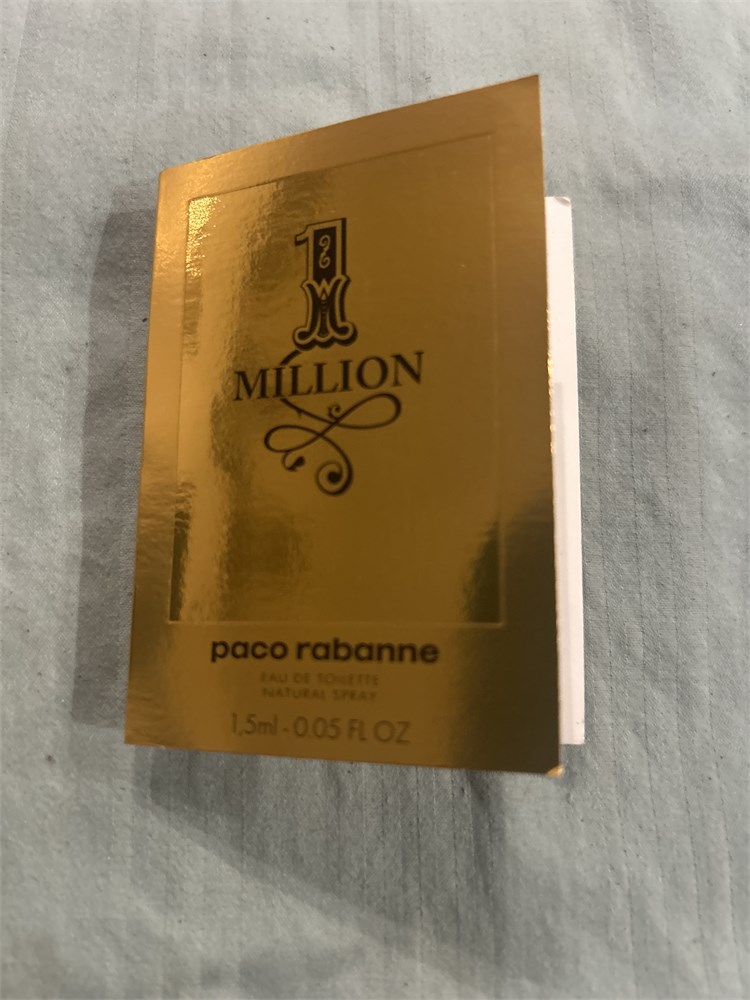 1
MILLION
paco rabanne
EAU DE TOILETTE
NATURAL SPRAY
1,5ml - 0.05 FL OZ